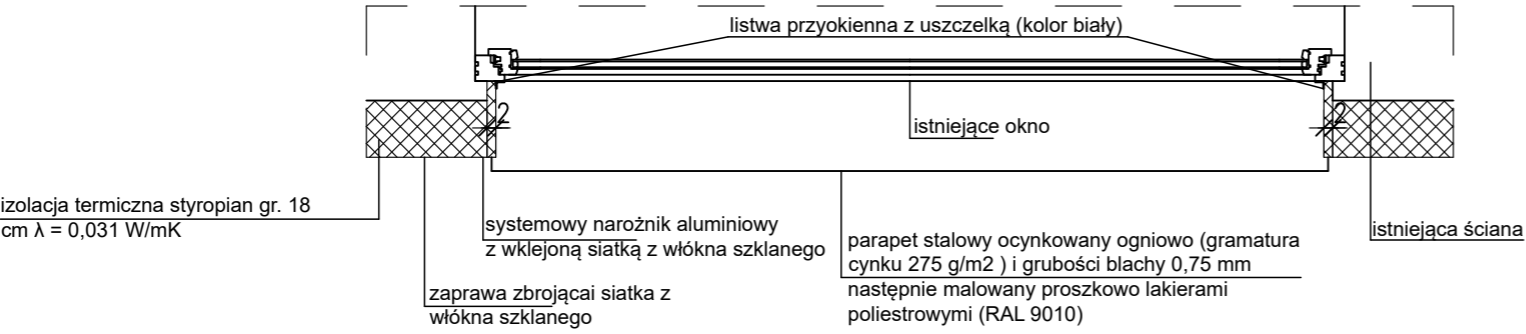 listwa przyokienna z uszczelką (kolor biały)
2
2
istniejące okno
izolacja termiczna styropian gr. 18
cm λ = 0,031 W/mK
systemowy narożnik aluminiowy
z wklejoną siatką z włókna szklanego
istniejąca ściana
parapet stalowy ocynkowany ogniowo (gramatura
cynku 275 g/m2 ) i grubości blachy 0,75 mm
następnie malowany proszkowo lakierami
poliestrowymi (RAL 9010)
zaprawa zbrojącai siatka z
włókna szklanego